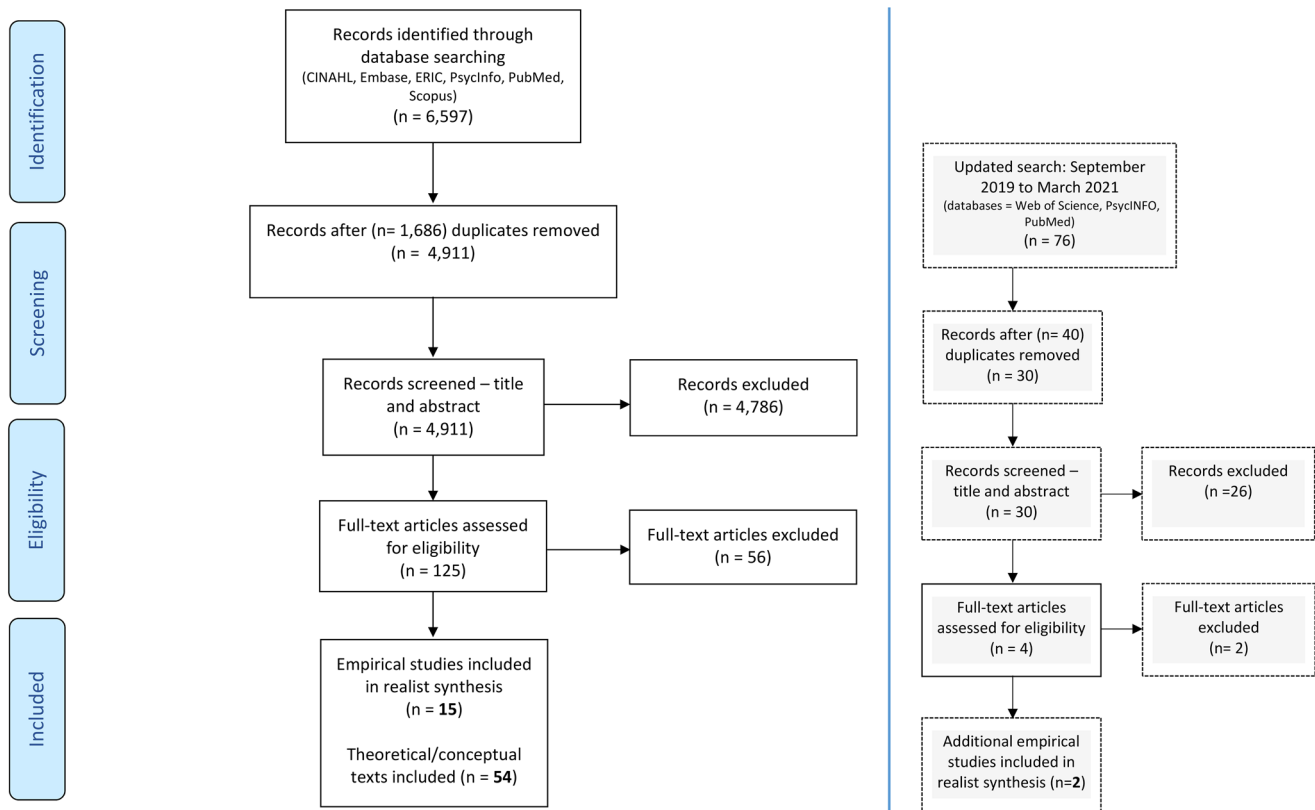 Identification
Screening
Eligibility
Included
Records identified through
database searching
(CINAHL, Embase, ERIC, PsycInfo, PubMed,
Scopus)
(n = 6,597)
Records after (n= 1,686) duplicates removed
(n =  4,911)
Records screened – title
and abstract
(n = 4,911)
Records excluded
(n = 4,786)
Full-text articles assessed
for eligibility
(n = 125)
Full-text articles excluded
(n = 56)
Empirical studies included
in realist synthesis
(n = 15)
Theoretical/conceptual
texts included (n = 54)
Updated search: September
2019 to March 2021
(databases = Web of Science, PsycINFO,
PubMed)
(n = 76)
Records after (n= 40)
duplicates removed
(n = 30)
Records screened –
title and abstract
(n = 30)
Records excluded
(n =26)
Full-text articles
assessed for eligibility
(n = 4)
Full-text articles
excluded
(n= 2)
Additional empirical
studies included in
realist synthesis (n=2)